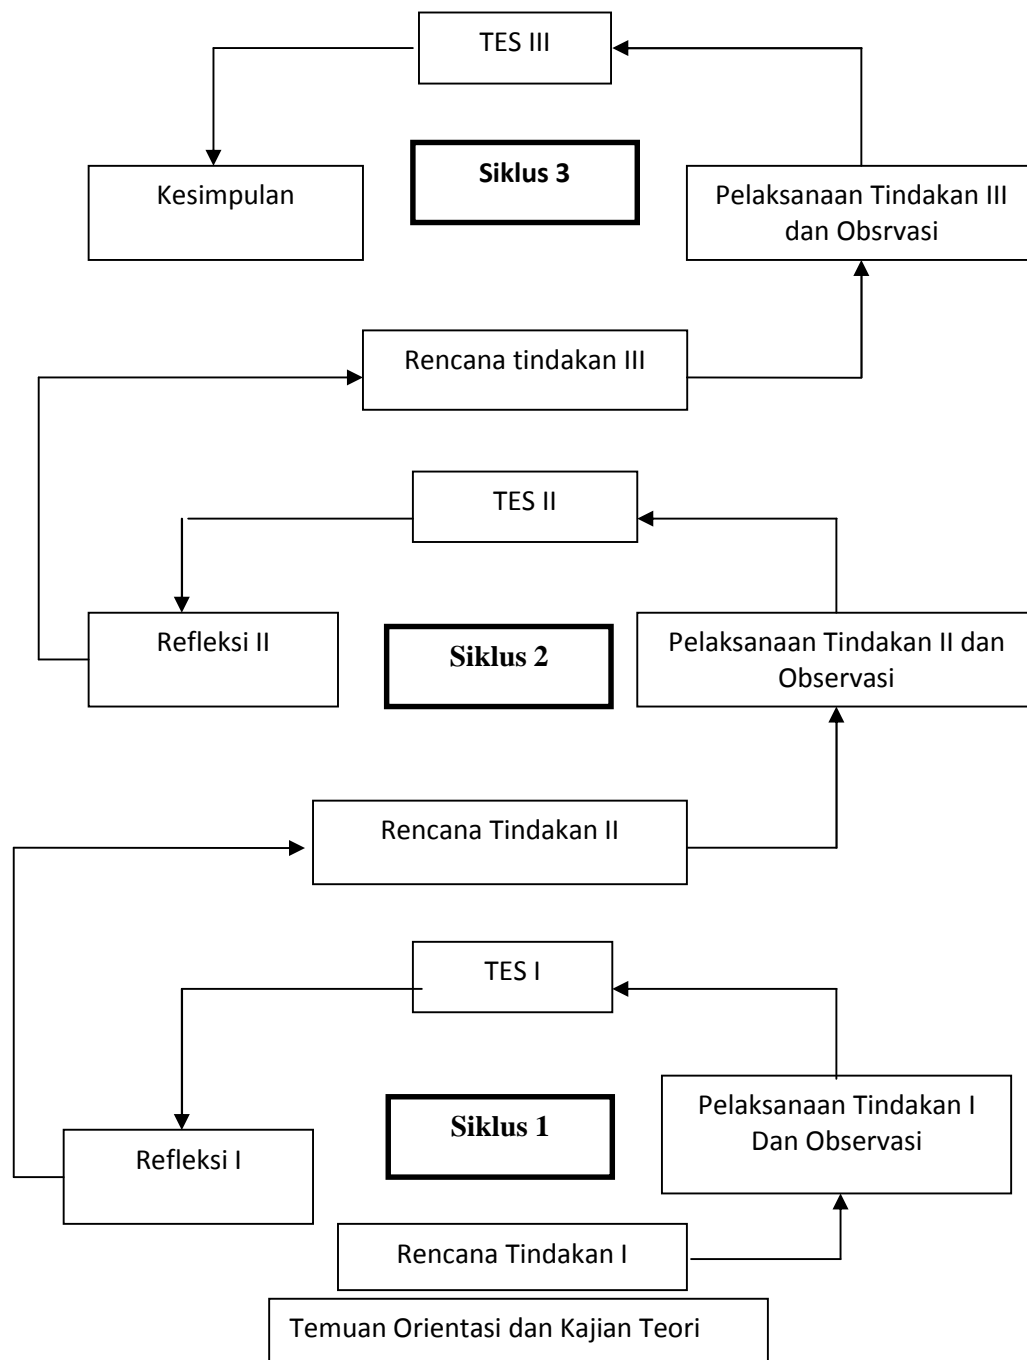 TES III
Siklus 3
Kesimpulan
Pelaksanaan Tindakan III
dan Obsrvasi
Rencana tindakan III
TES II
Refleksi II
Siklus 2
Pelaksanaan Tindakan II dan
Observasi
Rencana Tindakan II
TES I
Pelaksanaan Tindakan I
Dan Observasi
Siklus 1
Refleksi I
Rencana Tindakan I
Temuan Orientasi dan Kajian Teori